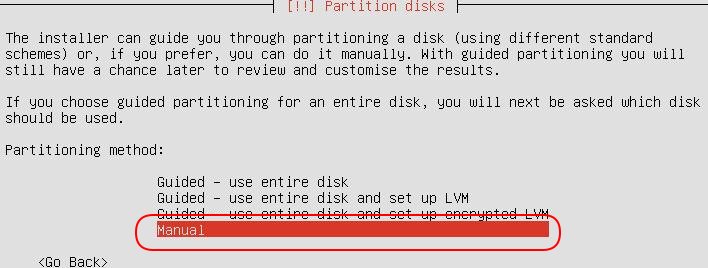 [!!] Partition disks
The installer can guide you through partitioning a disk (using different standard
schemes) or, if you prefer, you can do it manually. With guided partitioning you will
still have a chance later to review and customise the results.
If you choose guided partitioning for an entire disk, you will next be asked which disk
should be used.
Partitioning method:
Guided - use entire disk
Guided - use entire disk and set up LVM
Guided - use entire disk and set up encrypted LVM
Manual
<Go Back>